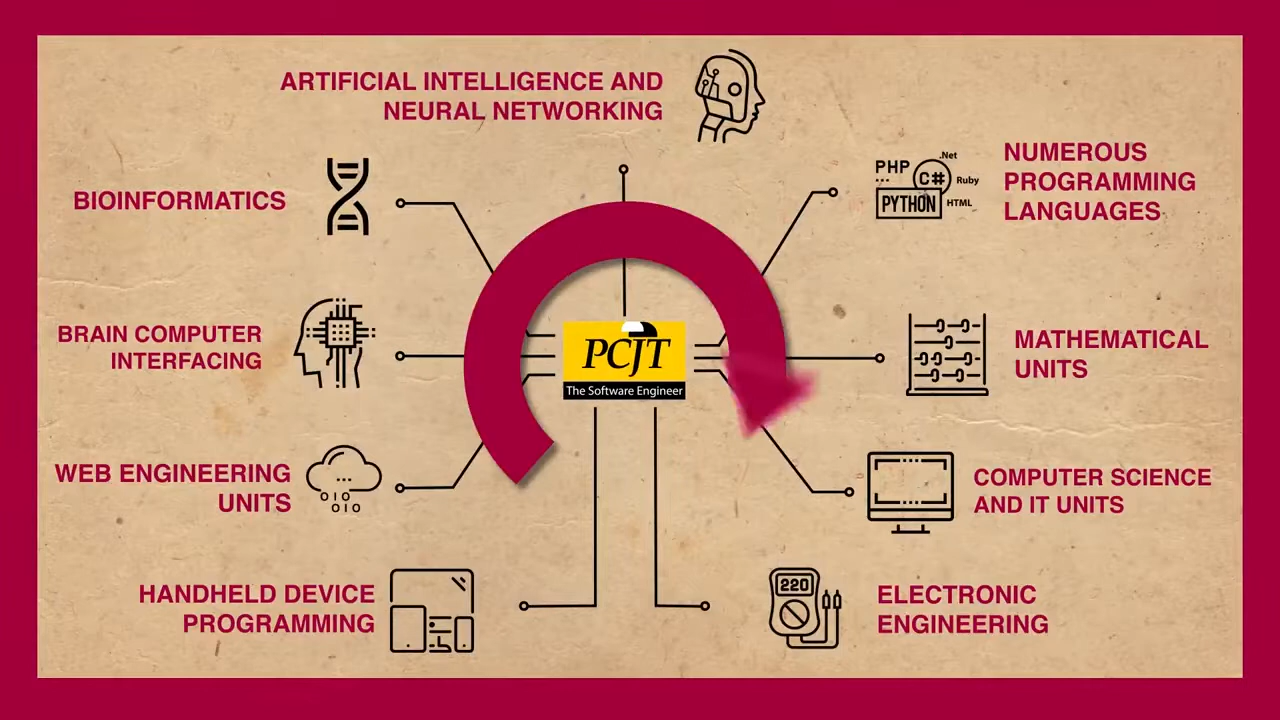 ARTIFICIAL INTELLIGENCE AND
NEURAL NETWORKING
BIOINFORMATICS
PHP
.Net
C#
Ruby
PYTHON
HTML
NUMEROUS
PROGRAMMING
LANGUAGES
BRAIN COMPUTER
INTERFACING
PCJT
The Software Engineer
MATHEMATICAL
UNITS
WEB ENGINEERING
UNITS
COMPUTER SCIENCE
AND IT UNITS
HANDHELD DEVICE
PROGRAMMING
220
ELECTRONIC
ENGINEERING